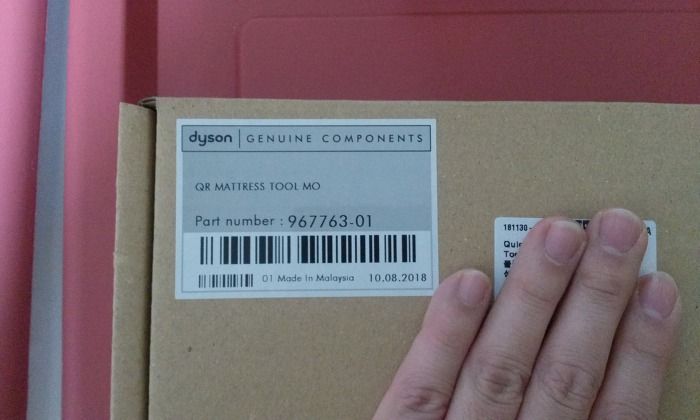 dyson GENUINE COMPONENTS
QR MATTRESS TOOL MO
Part number : 967763-01
01 Made In Malaysia 10.08.2018
181130-